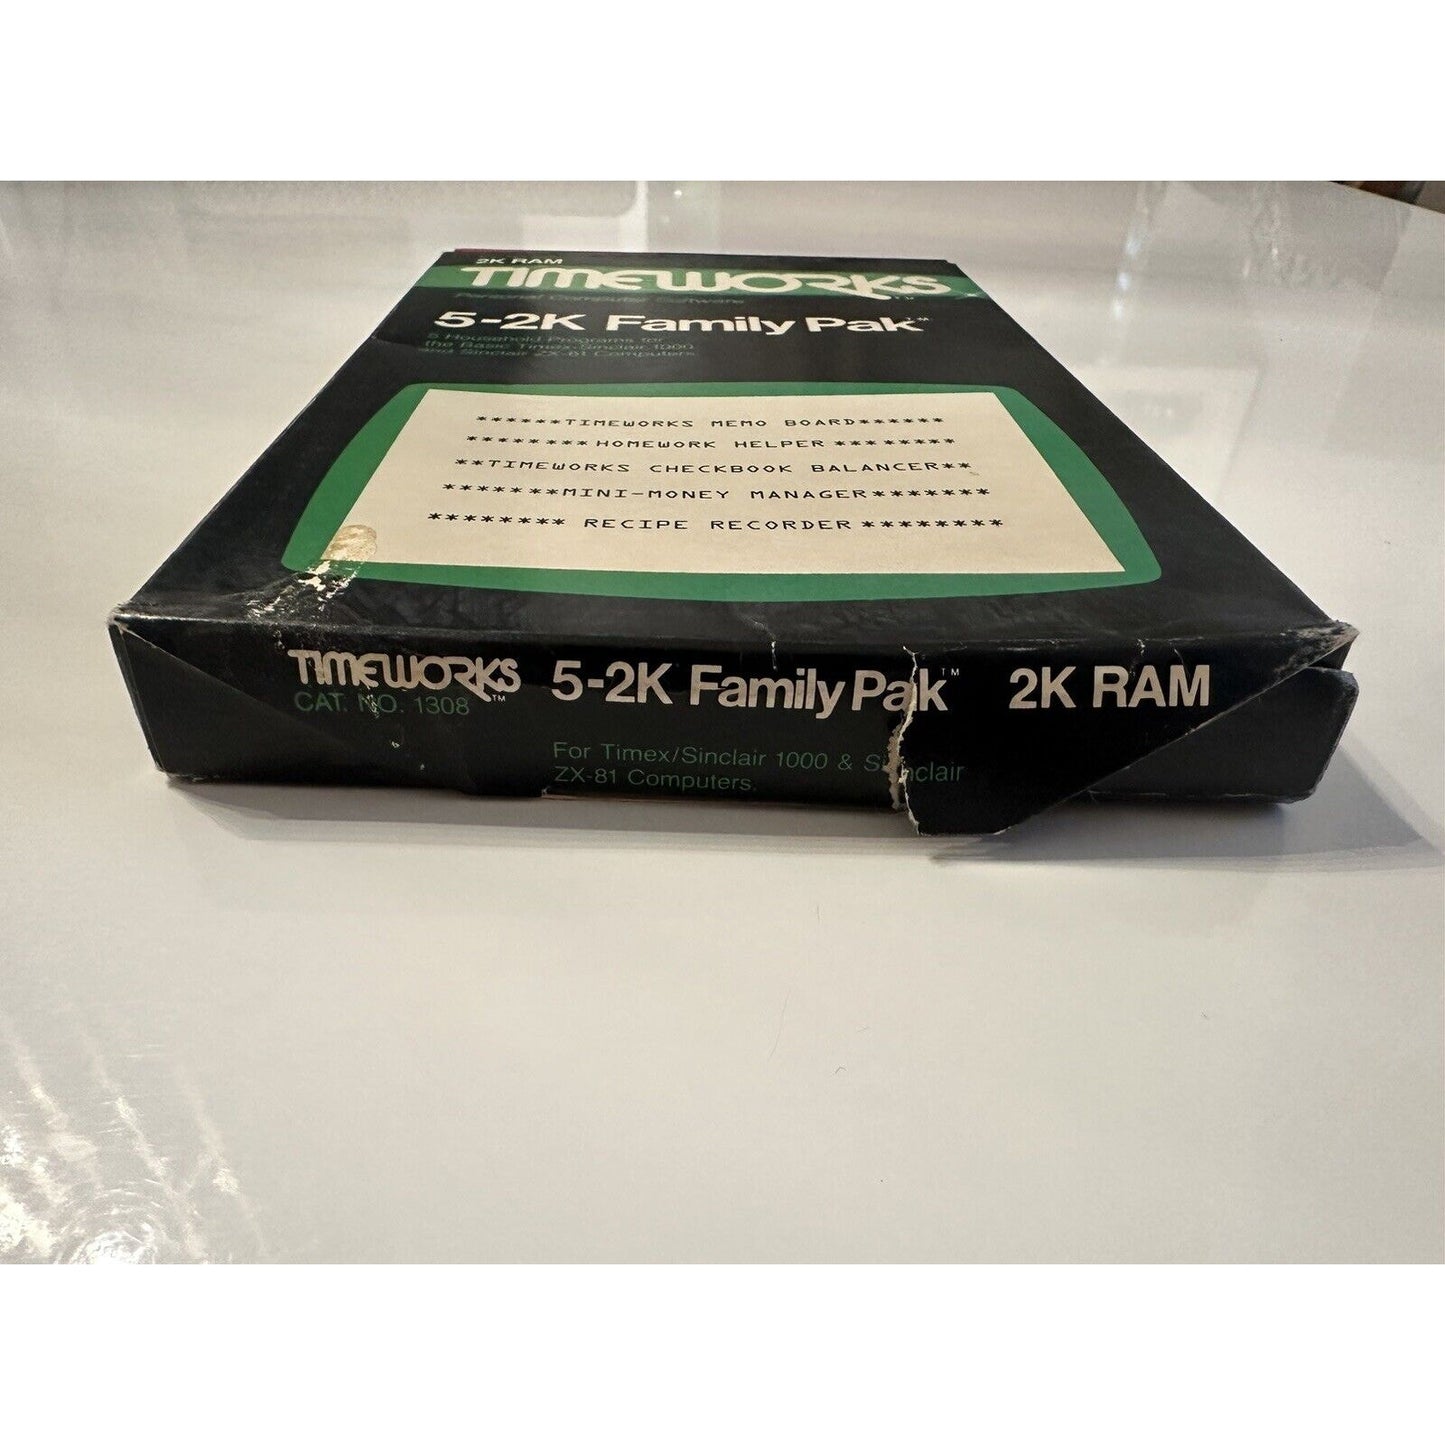 2K RAM
TIMEWORKS™
Personal Computer Software
5-2K Family Pak™
5 Household Programs for
the Basic Timex-Sinclair 1000
and Sinclair ZX-81 Computers.
******TIMEWORKS MEMO BOARD******
******** HOMEWORK HELPER ********
**TIMEWORKS CHECKBOOK BALANCER**
*******MINI-MONEY MANAGER*******
******** RECIPE RECORDER ********
TIMEWORKS™ 5-2K Family Pak™ 2K RAM
CAT. NO. 1308
For Timex/Sinclair 1000 & Sinclair
ZX-81 Computers.